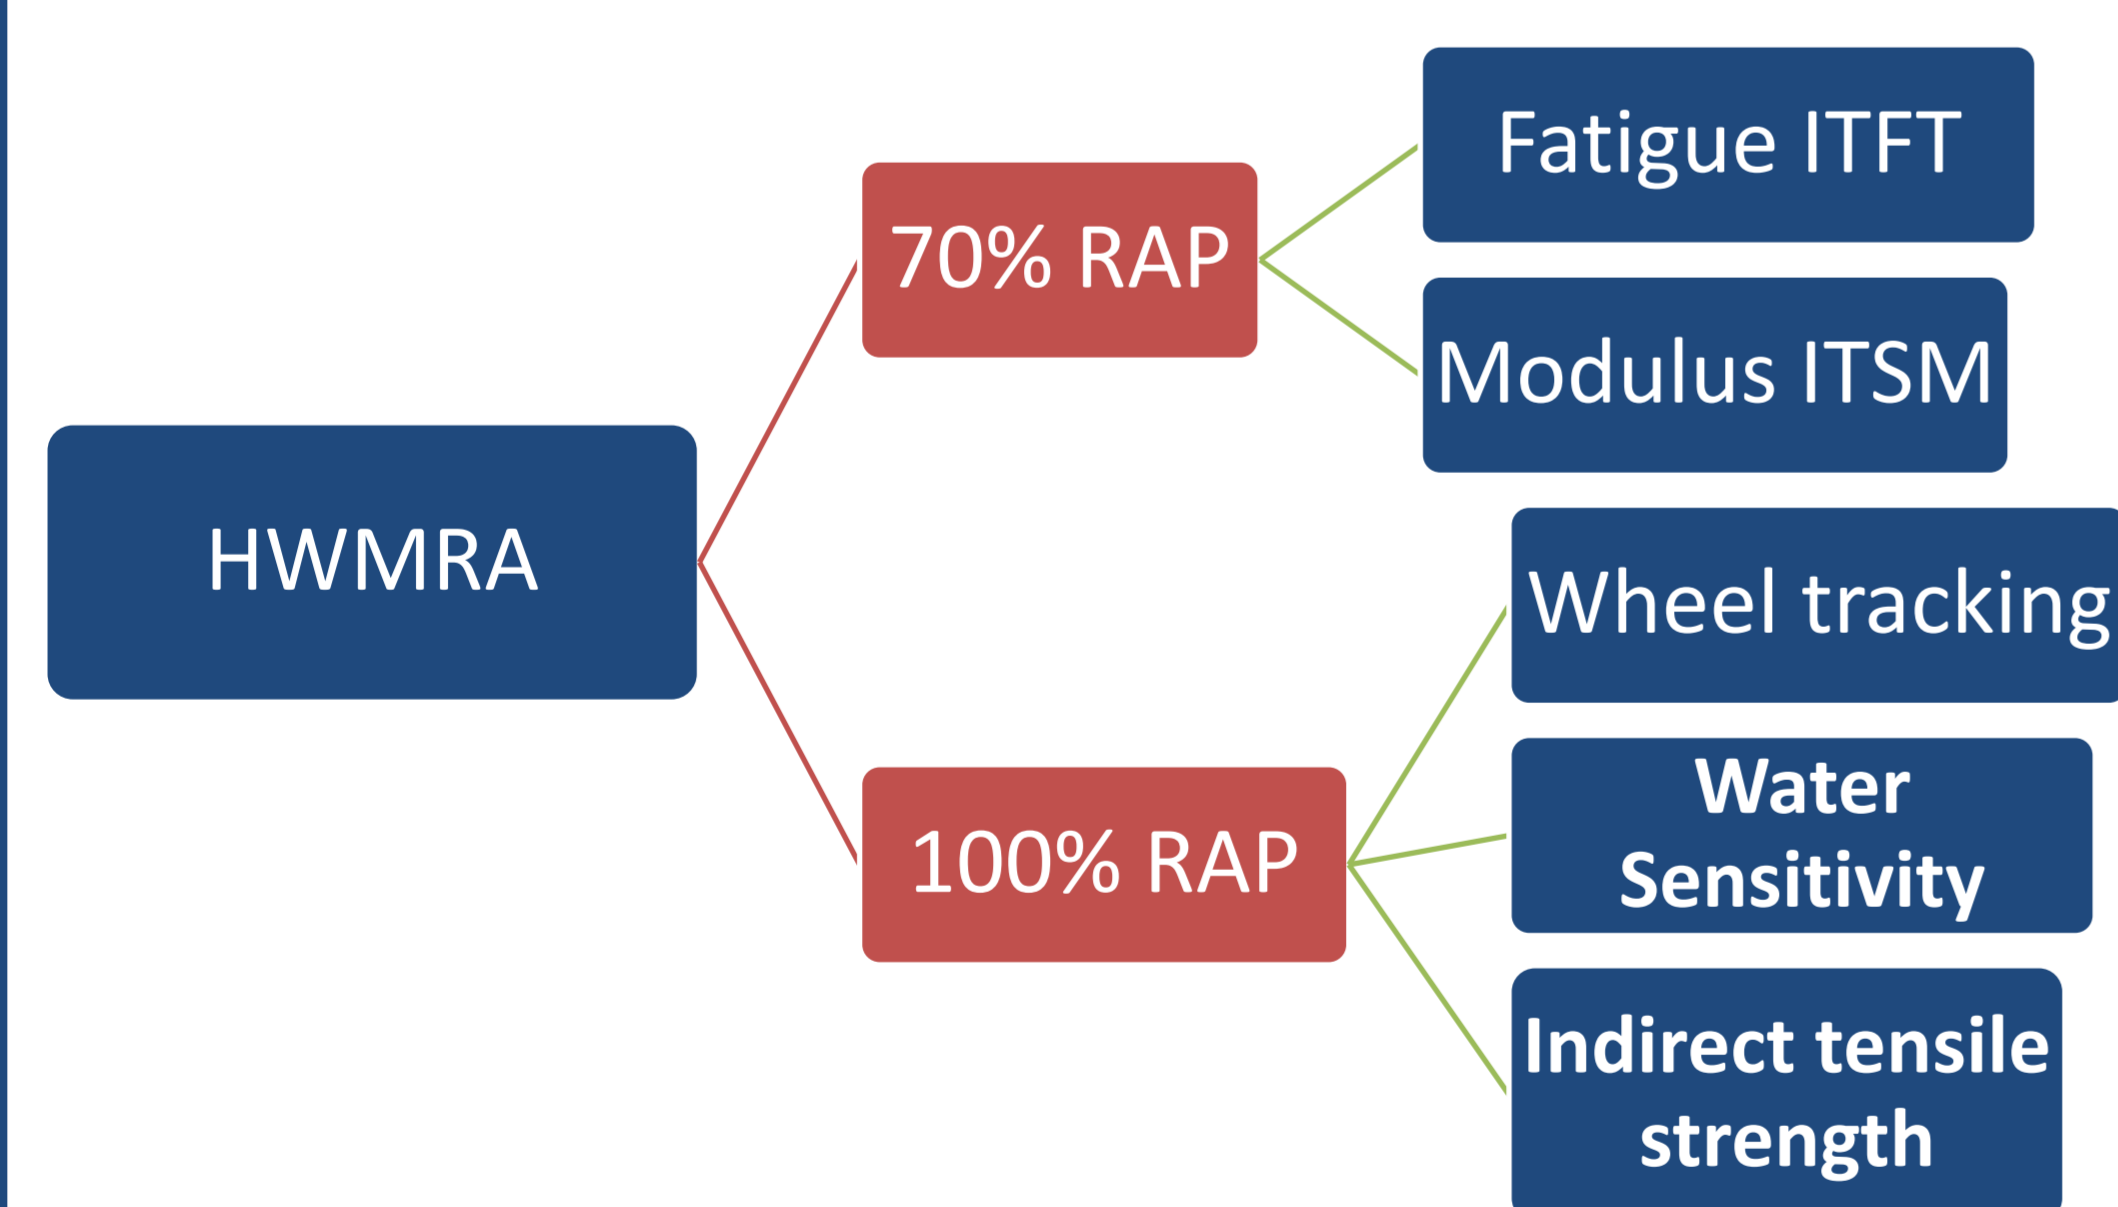 HWMRA
70% RAP
Fatigue ITFT
Modulus ITSM
100% RAP
Wheel tracking
Water
Sensitivity
Indirect tensile
strength